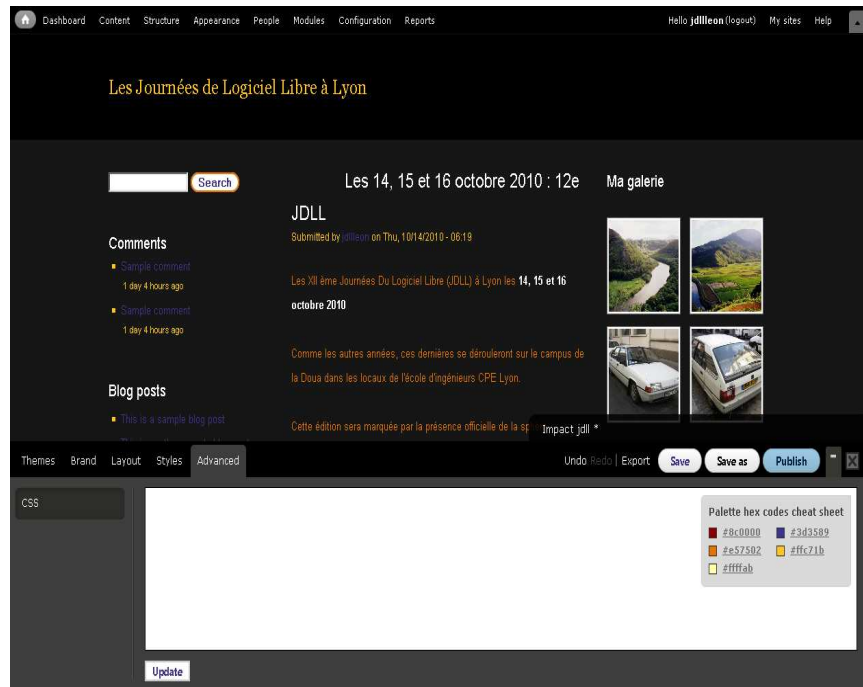 Dashboard Content Structure Appearance People Modules Configuration Reports Hello jdllleon (logout) My sites Help
Les Journées de Logiciel Libre à Lyon
Search
Comments
Sample comment
1 day 4 hours ago
Sample comment
1 day 4 hours ago
Blog posts
This is a sample blog post
Les 14, 15 et 16 octobre 2010 : 12e
JDLL
Submitted by jdllleon on Thu, 10/14/2010 - 06:19
Les XII ème Journées Du Logiciel Libre (JDLL) à Lyon les 14, 15 et 16
octobre 2010
Comme les autres années, ces dernières se dérouleront sur le campus de
la Doua dans les locaux de l'école d'ingénieurs CPE Lyon.
Cette édition sera marquée par la présence officielle de la
Ma galerie
Impact jdll *
Themes Brand Layout Styles Advanced Undo Redo | Export Save Save as Publish
CSS
Palette hex codes cheat sheet
#8c0000 #3d3589
#e57502 #ffc71b
#ffffab
Update